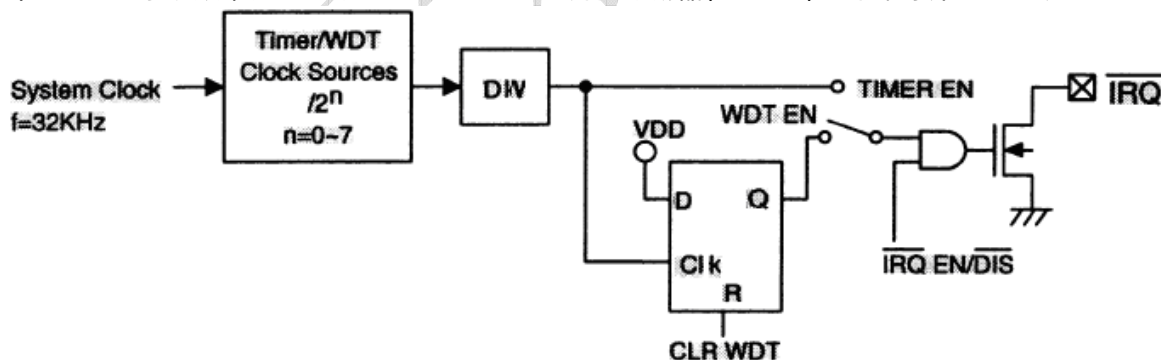 Timer/WDT
Clock Sources
/2ⁿ
n=0~7
System Clock
f=32KHz
DIV
TIMER EN
WDT EN
IRQ
VDD
D
Q
Clk
R
IRQ EN/DIS
CLR WDT